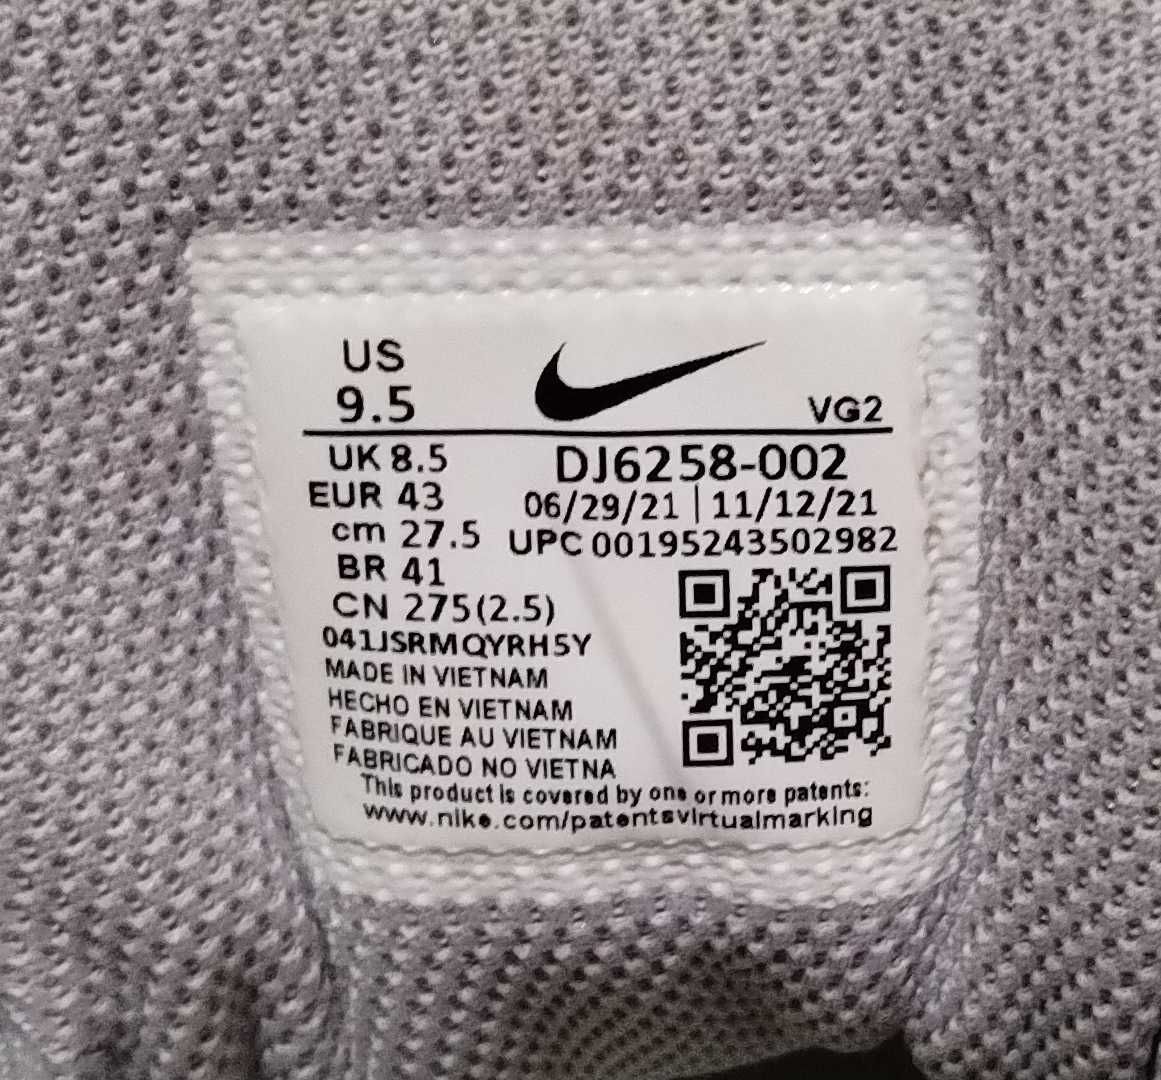 US
9.5
VG2
UK 8.5
EUR 43
cm 27.5
BR 41
CN 275(2.5)
DJ6258-002
06/29/21 | 11/12/21
UPC 00195243502982
041JSRMQYRH5Y
MADE IN VIETNAM
HECHO EN VIETNAM
FABRIQUE AU VIETNAM
FABRICADO NO VIETNA
This product is covered by one or more patents:
www.nike.com/patentsvirtualmarking